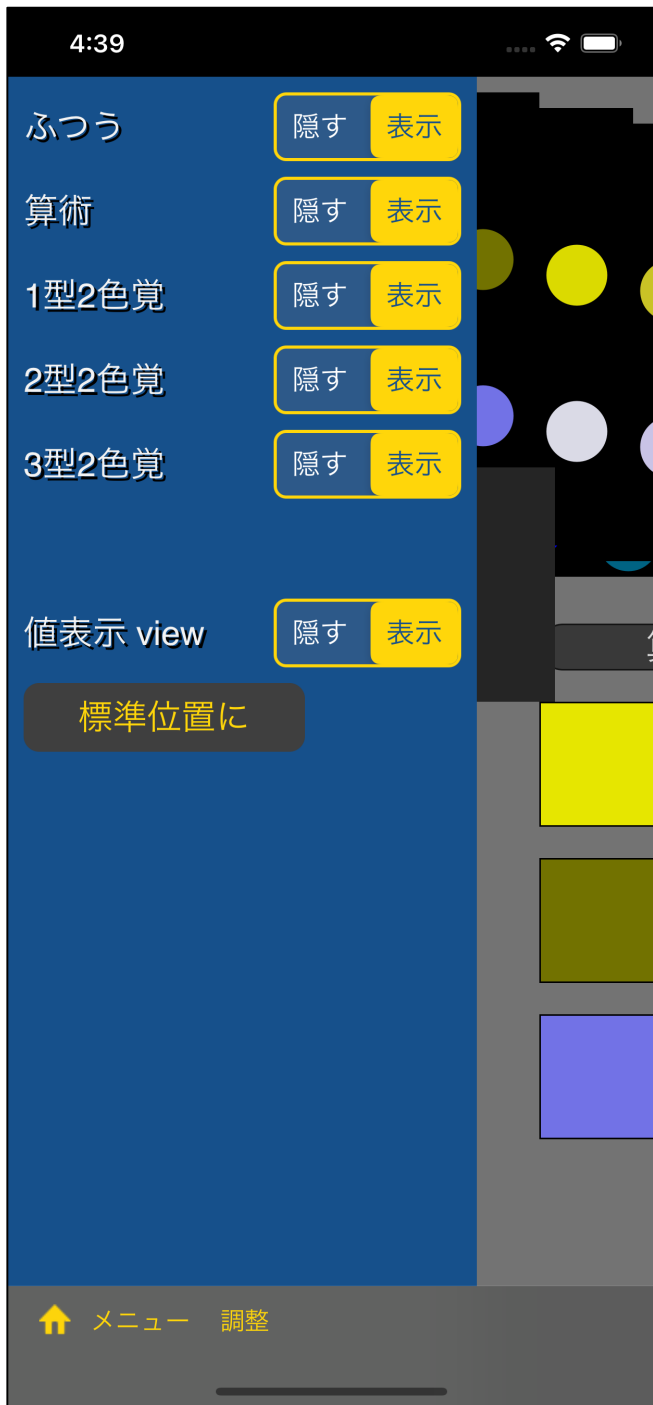 4:39
ふつう 隠す 表示
算術 隠す 表示
1型2色覚 隠す 表示
2型2色覚 隠す 表示
3型2色覚 隠す 表示
値表示 view 隠す 表示
標準位置に
メニュー 調整